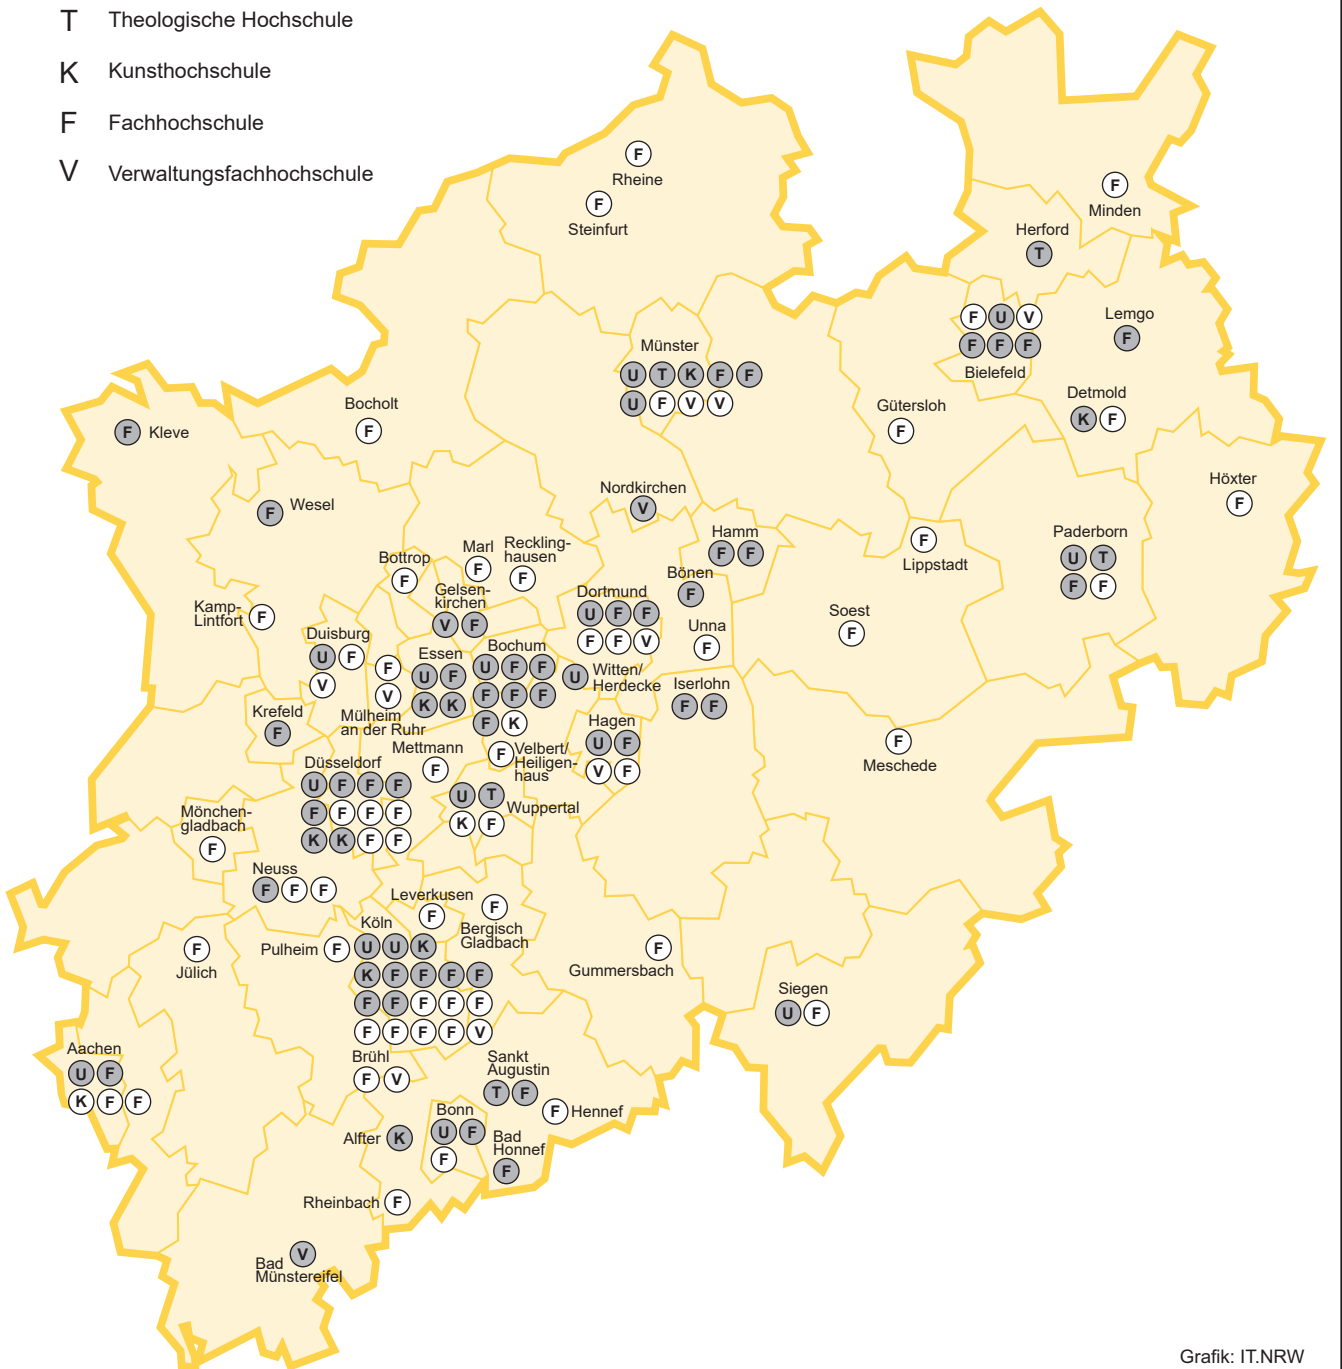 T Theologische Hochschule
K Kunsthochschule
F Fachhochschule
V Verwaltungsfachhochschule
F
Rheine
F
Steinfurt
F
Minden
Herford
T
F U V
F F F
Bielefeld
Lemgo
F
Münster
U T K F F
U F V V
Detmold
K F
Bocholt
F
Gütersloh
F
F Kleve
Höxter
F
Wesel
F
Nordkirchen
V
Hamm
F F
F
Lippstadt
Paderborn
U T
F F
Bottrop
F
Marl
F
Reckling-
hausen
F
Gelsen-
kirchen
V F
Bönen
F
Dortmund
U F F
F F V
Kamp-
Lintfort
F
Unna
F
Soest
F
Duisburg
U F
V
F
V
Mülheim
an der Ruhr
Essen
U F
K K
Bochum
U F F
F F F
F K
U
Witten/
Herdecke
Iserlohn
F F
Krefeld
F
Hagen
U F
V F
Mettmann
F
F
Velbert/
Heiligen-
haus
F
Meschede
Düsseldorf
U F F F
F F F F
K K F F
U T
K F
Wuppertal
Mönchen-
gladbach
F
Neuss
F F F
Leverkusen
F
F
Bergisch
Gladbach
F
Jülich
Pulheim F
Köln
U U K
K F F F F
F F F F F
F F F F V
F
Gummersbach
Siegen
U F
Aachen
U F
K F F
Brühl
F V
Sankt
Augustin
T F
F Hennef
Alfter K
Bonn
U F
F
Bad
Honnef
F
Rheinbach F
V
Bad
Münstereifel
Grafik: IT.NRW